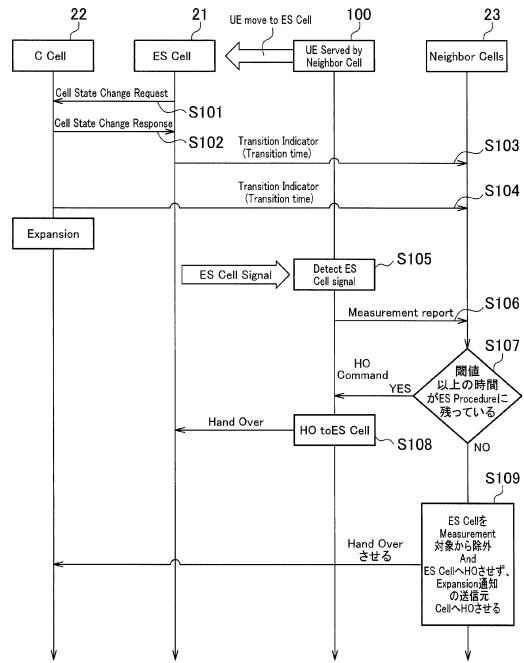 22
21
100
23
C Cell
ES Cell
UE move to ES Cell
UE Served by
Neighbor Cell
Neighbor Cells
Cell State Change Request
S101
Cell State Change Response
S102
Transition Indicator
(Transition time)
S103
Transition Indicator
(Transition time)
S104
Expansion
ES Cell Signal
Detect ES
Cell signal
S105
Measurement report
S106
S107
閾値
以上の時間
がES Procedureに
残っている
HO
Command
YES
NO
Hand Over
HO toES Cell
S108
S109
ES Cellを
Measurement
対象から除外
And
ES CellへHOさせず、
Expansion通知
の送信元
CellへHOさせる
Hand Over
させる